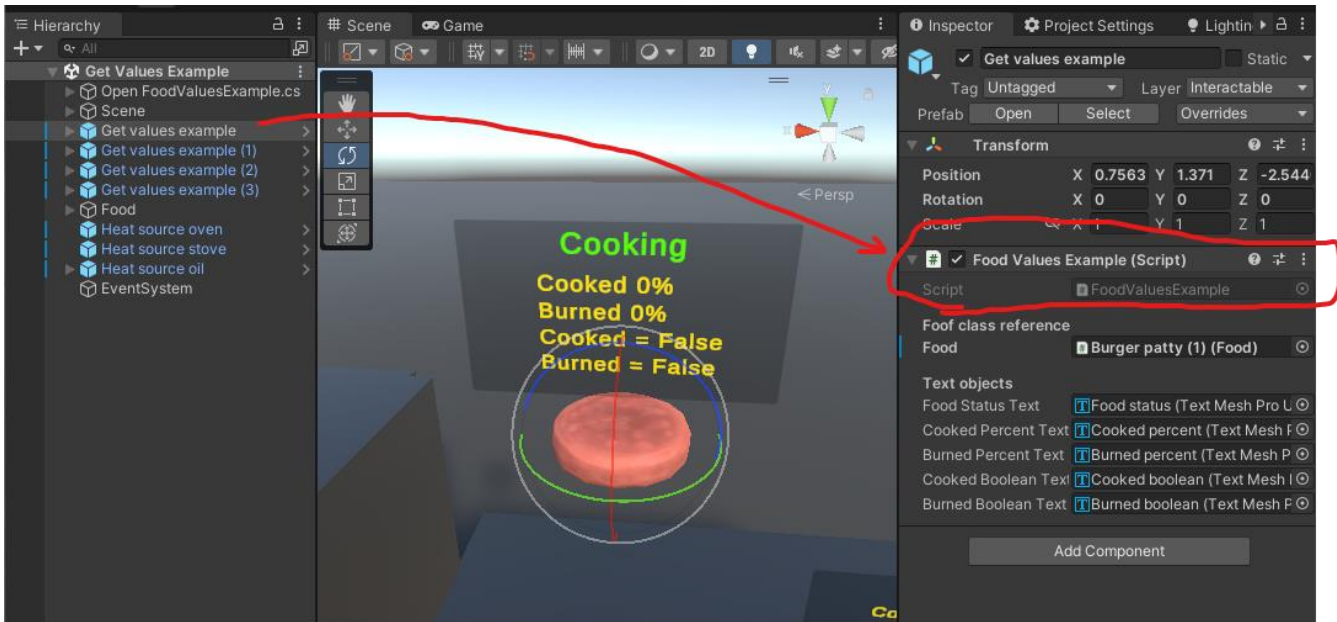 Hierarchy
All
Get Values Example
Open FoodValuesExample.cs
Scene
Get values example
Get values example (1)
Get values example (2)
Get values example (3)
Food
Heat source oven
Heat source stove
Heat source oil
EventSystem
Scene Game
2D
Persp
Cooking
Cooked 0%
Burned 0%
Cooked = False
Burned = False
Inspector Project Settings Lightin
Get values example Static
Tag Untagged Layer Interactable
Prefab Open Select Overrides
Transform
Position X 0.7563 Y 1.371 Z -2.544
Rotation X 0 Y 0 Z 0
Scale X 1 Y 1 Z 1
# Food Values Example (Script)
Script FoodValuesExample
Foof class reference
Food Burger patty (1) (Food)
Text objects
Food Status Text Food status (Text Mesh Pro U
Cooked Percent Text Cooked percent (Text Mesh
Burned Percent Text Burned percent (Text Mesh P
Cooked Boolean Text Cooked boolean (Text Mesh
Burned Boolean Text Burned boolean (Text Mesh P
Add Component